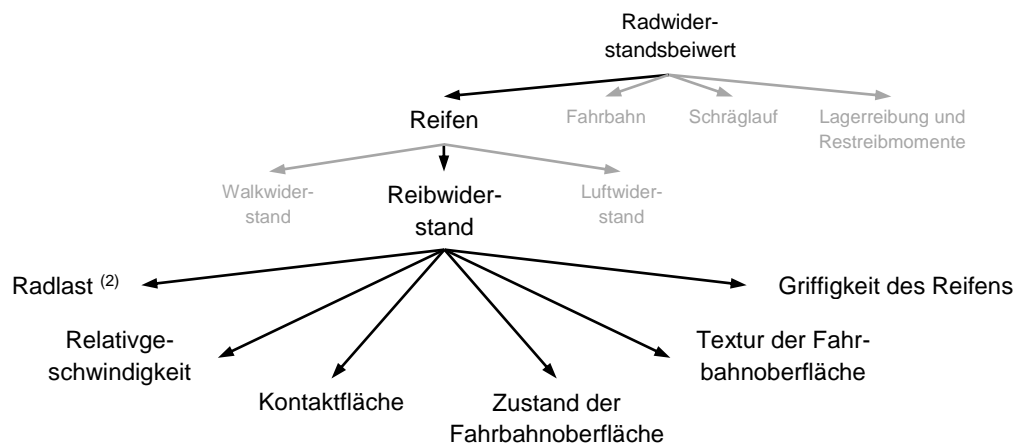 Radwider-
standsbeiwert
Fahrbahn
Schräglauf
Lagerreibung und
Restreibmomente
Reifen
Walkwider-
stand
Reibwider-
stand
Luftwider-
stand
Radlast (2)
Griffigkeit des Reifens
Relativge-
schwindigkeit
Textur der Fahr-
bahnoberfläche
Kontaktfläche
Zustand der
Fahrbahnoberfläche